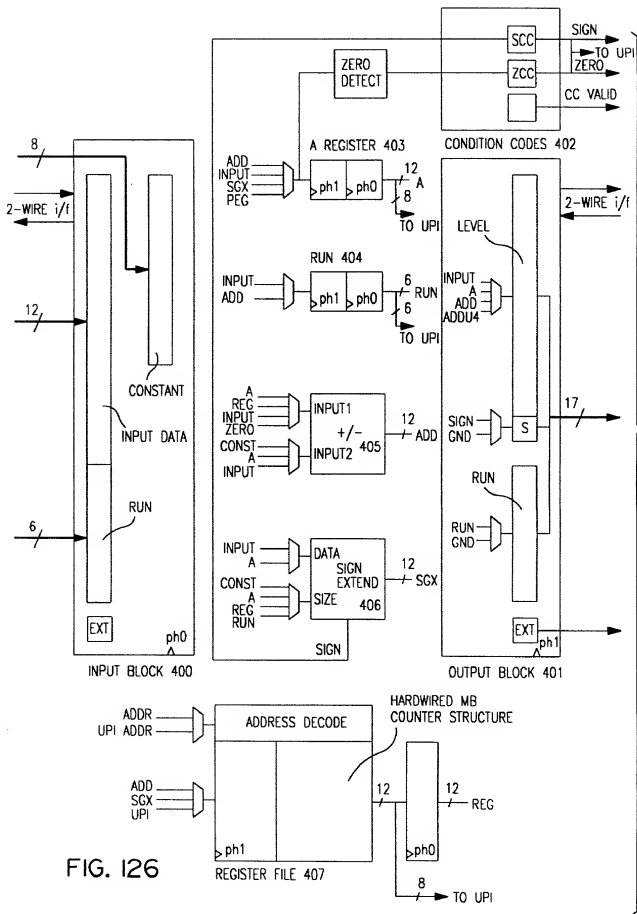 SIGN
SCC
TO UPI
ZERO
ZERO
DETECT
ZCC
CC VALID
CONDITION CODES 402
8
A REGISTER 403
ADD
INPUT
SGX
PEG
ph1
ph0
12
A
8
TO UPI
2-WIRE i/f
2-WIRE i/f
LEVEL
RUN 404
INPUT
ADD
ph1
ph0
6
RUN
6
TO UPI
INPUT
A
ADD
ADDU4
12
CONSTANT
INPUT DATA
A
REG
INPUT
ZERO
INPUT1
+/-
CONST
A
INPUT
INPUT2
405
12
ADD
17
SIGN
GND
S
RUN
RUN
6
INPUT
A
DATA
SIGN
EXTEND
12
SGX
CONST
A
REG
RUN
SIZE
406
RUN
GND
SIGN
EXT
ph0
EXT
ph1
INPUT BLOCK 400
OUTPUT BLOCK 401
HARDWIRED MB
COUNTER STRUCTURE
ADDR
UPI ADDR
ADDRESS DECODE
ADD
SGX
UPI
12
12
REG
ph1
ph0
REGISTER FILE 407
8
TO UPI
FIG. 126